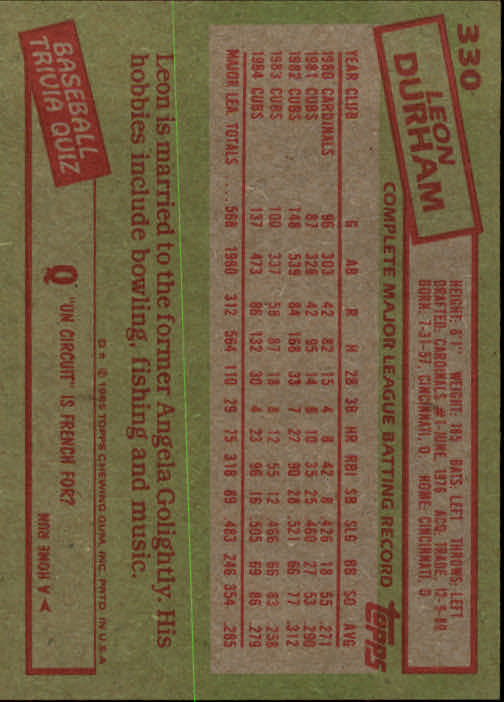 330
LEON
DURHAM
HEIGHT: 6'1" WEIGHT: 185 BATS: LEFT THROWS: LEFT
DRAFTED: CARDINALS #1-JUNE, 1976 ACQ: TRADE, 12-9-80
BORN: 7-31-57, CINCINNATI, O. HOME: CINCINNATI, O
COMPLETE MAJOR LEAGUE BATTING RECORD
topps
YEAR CLUB G AB R H 2B 3B HR RBI SB SLG BB SO AVG
1980 CARDINALS 96 303 42 82 15 4 8 42 8 .426 18 55 .271
1981 CUBS 87 328 42 95 14 8 10 35 25 .460 27 53 .290
1982 CUBS 148 539 84 168 33 7 22 90 28 .521 66 77 .312
1983 CUBS 100 337 58 87 18 8 12 55 12 .466 66 83 .258
1984 CUBS 137 473 86 132 30 4 23 96 16 .505 69 86 .279
MAJOR LEA. TOTALS .... 568 1980 312 564 110 29 75 318 89 .483 246 354 .285
Leon is married to the former Angela Golightly. His
hobbies include bowling, fishing and music.
D* © 1985 TOPPS CHEWING GUM, INC. PRTD. IN U.S.A.
BASEBALL
TRIVIA QUIZ
Q "UN CIRCUIT" IS FRENCH FOR?
A HOME RUN